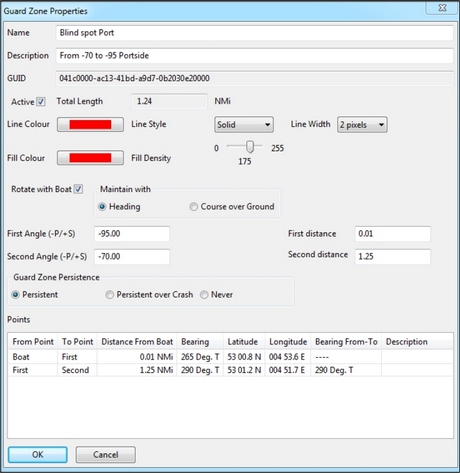 Guard Zone Properties
Name Blind spot Port
Description From -70 to -95 Portside
GUID 041c0000-ac13-41bd-a9d7-0b2030e20000
Active Total Length 1.24 NMi
Line Colour Line Style Solid Line Width 2 pixels
Fill Colour Fill Density 0 255
175
Rotate with Boat Maintain with
Heading Course over Ground
First Angle (-P/+S) -95.00 First distance 0.01
Second Angle (-P/+S) -70.00 Second distance 1.25
Guard Zone Persistence
Persistent Persistent over Crash Never
Points
From Point To Point Distance From Boat Bearing Latitude Longitude Bearing From-To Description
Boat First 0.01 NMi 265 Deg. T 53 00.8 N 004 53.6 E ----
First Second 1.25 NMi 290 Deg. T 53 01.2 N 004 51.7 E 290 Deg. T
OK Cancel